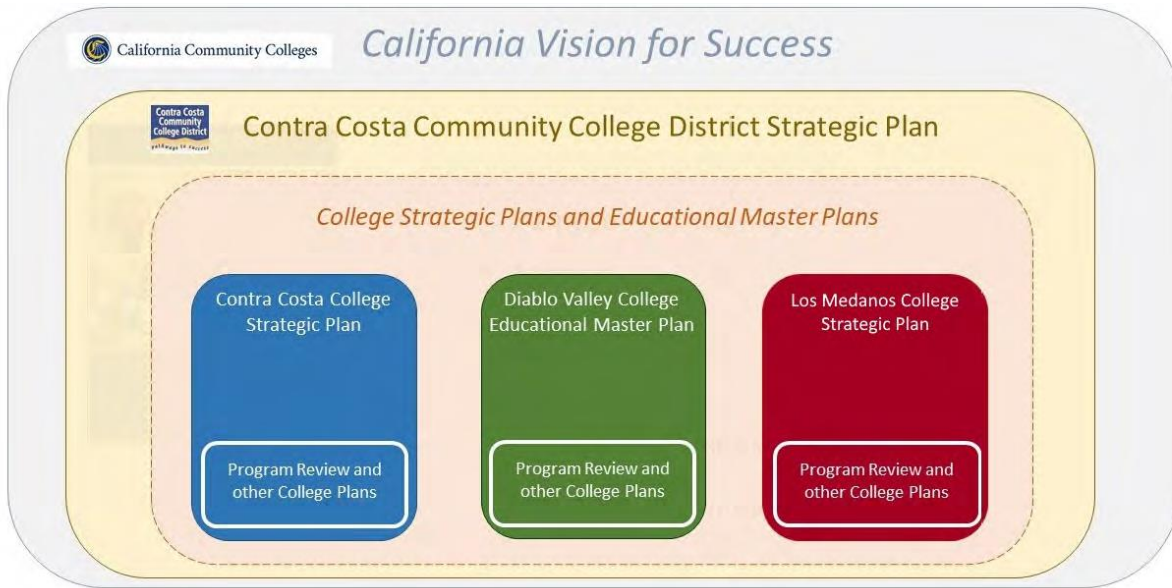 California Community Colleges
California Vision for Success
Contra Costa
Community
College District
pathways to success
Contra Costa Community College District Strategic Plan
College Strategic Plans and Educational Master Plans
Contra Costa College
Strategic Plan
Program Review and
other College Plans
Diablo Valley College
Educational Master Plan
Program Review and
other College Plans
Los Medanos College
Strategic Plan
Program Review and
other College Plans